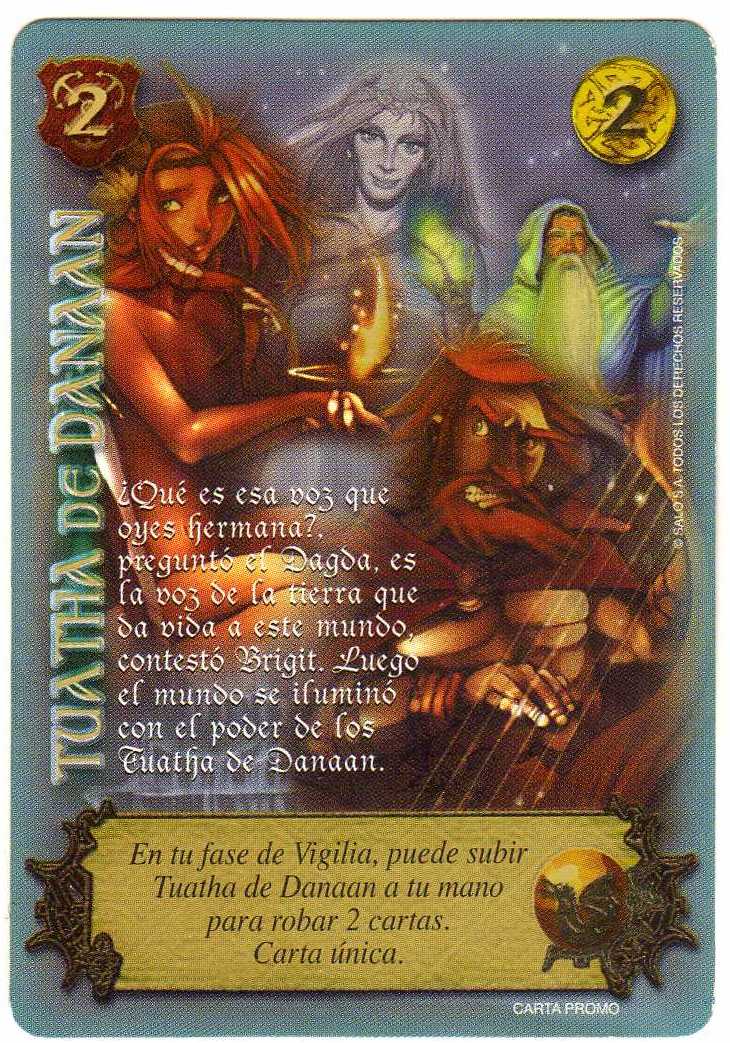 2
2
TUATHA DE DANAAN
¿Qué es esa voz que
oyes hermana?,
preguntó el Dagda, es
la voz de la tierra que
da vida a este mundo,
contestó Brigit. Luego
el mundo se iluminó
con el poder de los
Tuatha de Danaan.
© SALO S.A. TODOS LOS DERECHOS RESERVADOS
En tu fase de Vigilia, puede subir
Tuatha de Danaan a tu mano
para robar 2 cartas.
Carta única.
CARTA PROMO